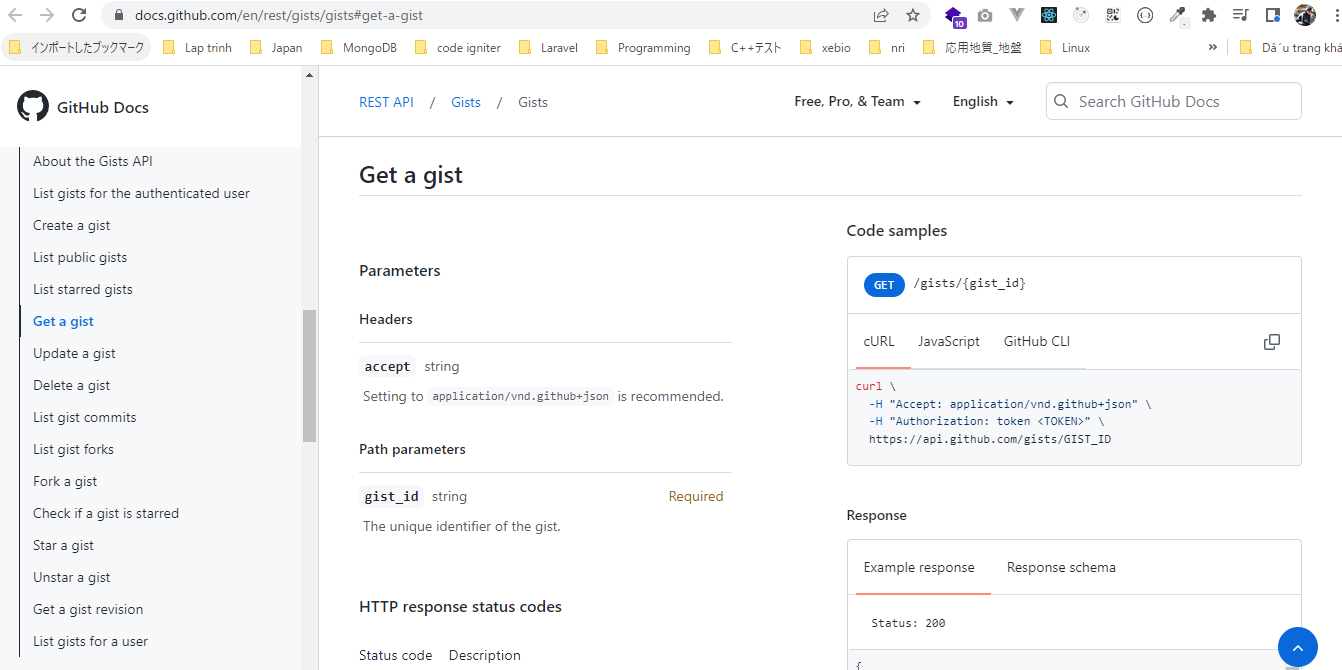 docs.github.com/en/rest/gists/gists#get-a-gist
10
インポートしたブックマーク Lap trinh Japan MongoDB code igniter Laravel Programming C++テスト xebio nri 応用地質_地盤 Linux » Dấu trang khá
GitHub Docs
REST API / Gists / Gists
Free, Pro, & Team English Search GitHub Docs
About the Gists API
List gists for the authenticated user
Create a gist
List public gists
List starred gists
Get a gist
Update a gist
Delete a gist
List gist commits
List gist forks
Fork a gist
Check if a gist is starred
Star a gist
Unstar a gist
Get a gist revision
List gists for a user
Get a gist
Parameters
Headers
accept string
Setting to application/vnd.github+json is recommended.
Path parameters
gist_id string Required
The unique identifier of the gist.
HTTP response status codes
Status code Description
Code samples
GET /gists/{gist_id}
cURL JavaScript GitHub CLI
curl \
-H "Accept: application/vnd.github+json" \
-H "Authorization: token <TOKEN>" \
https://api.github.com/gists/GIST_ID
Response
Example response Response schema
Status: 200
{